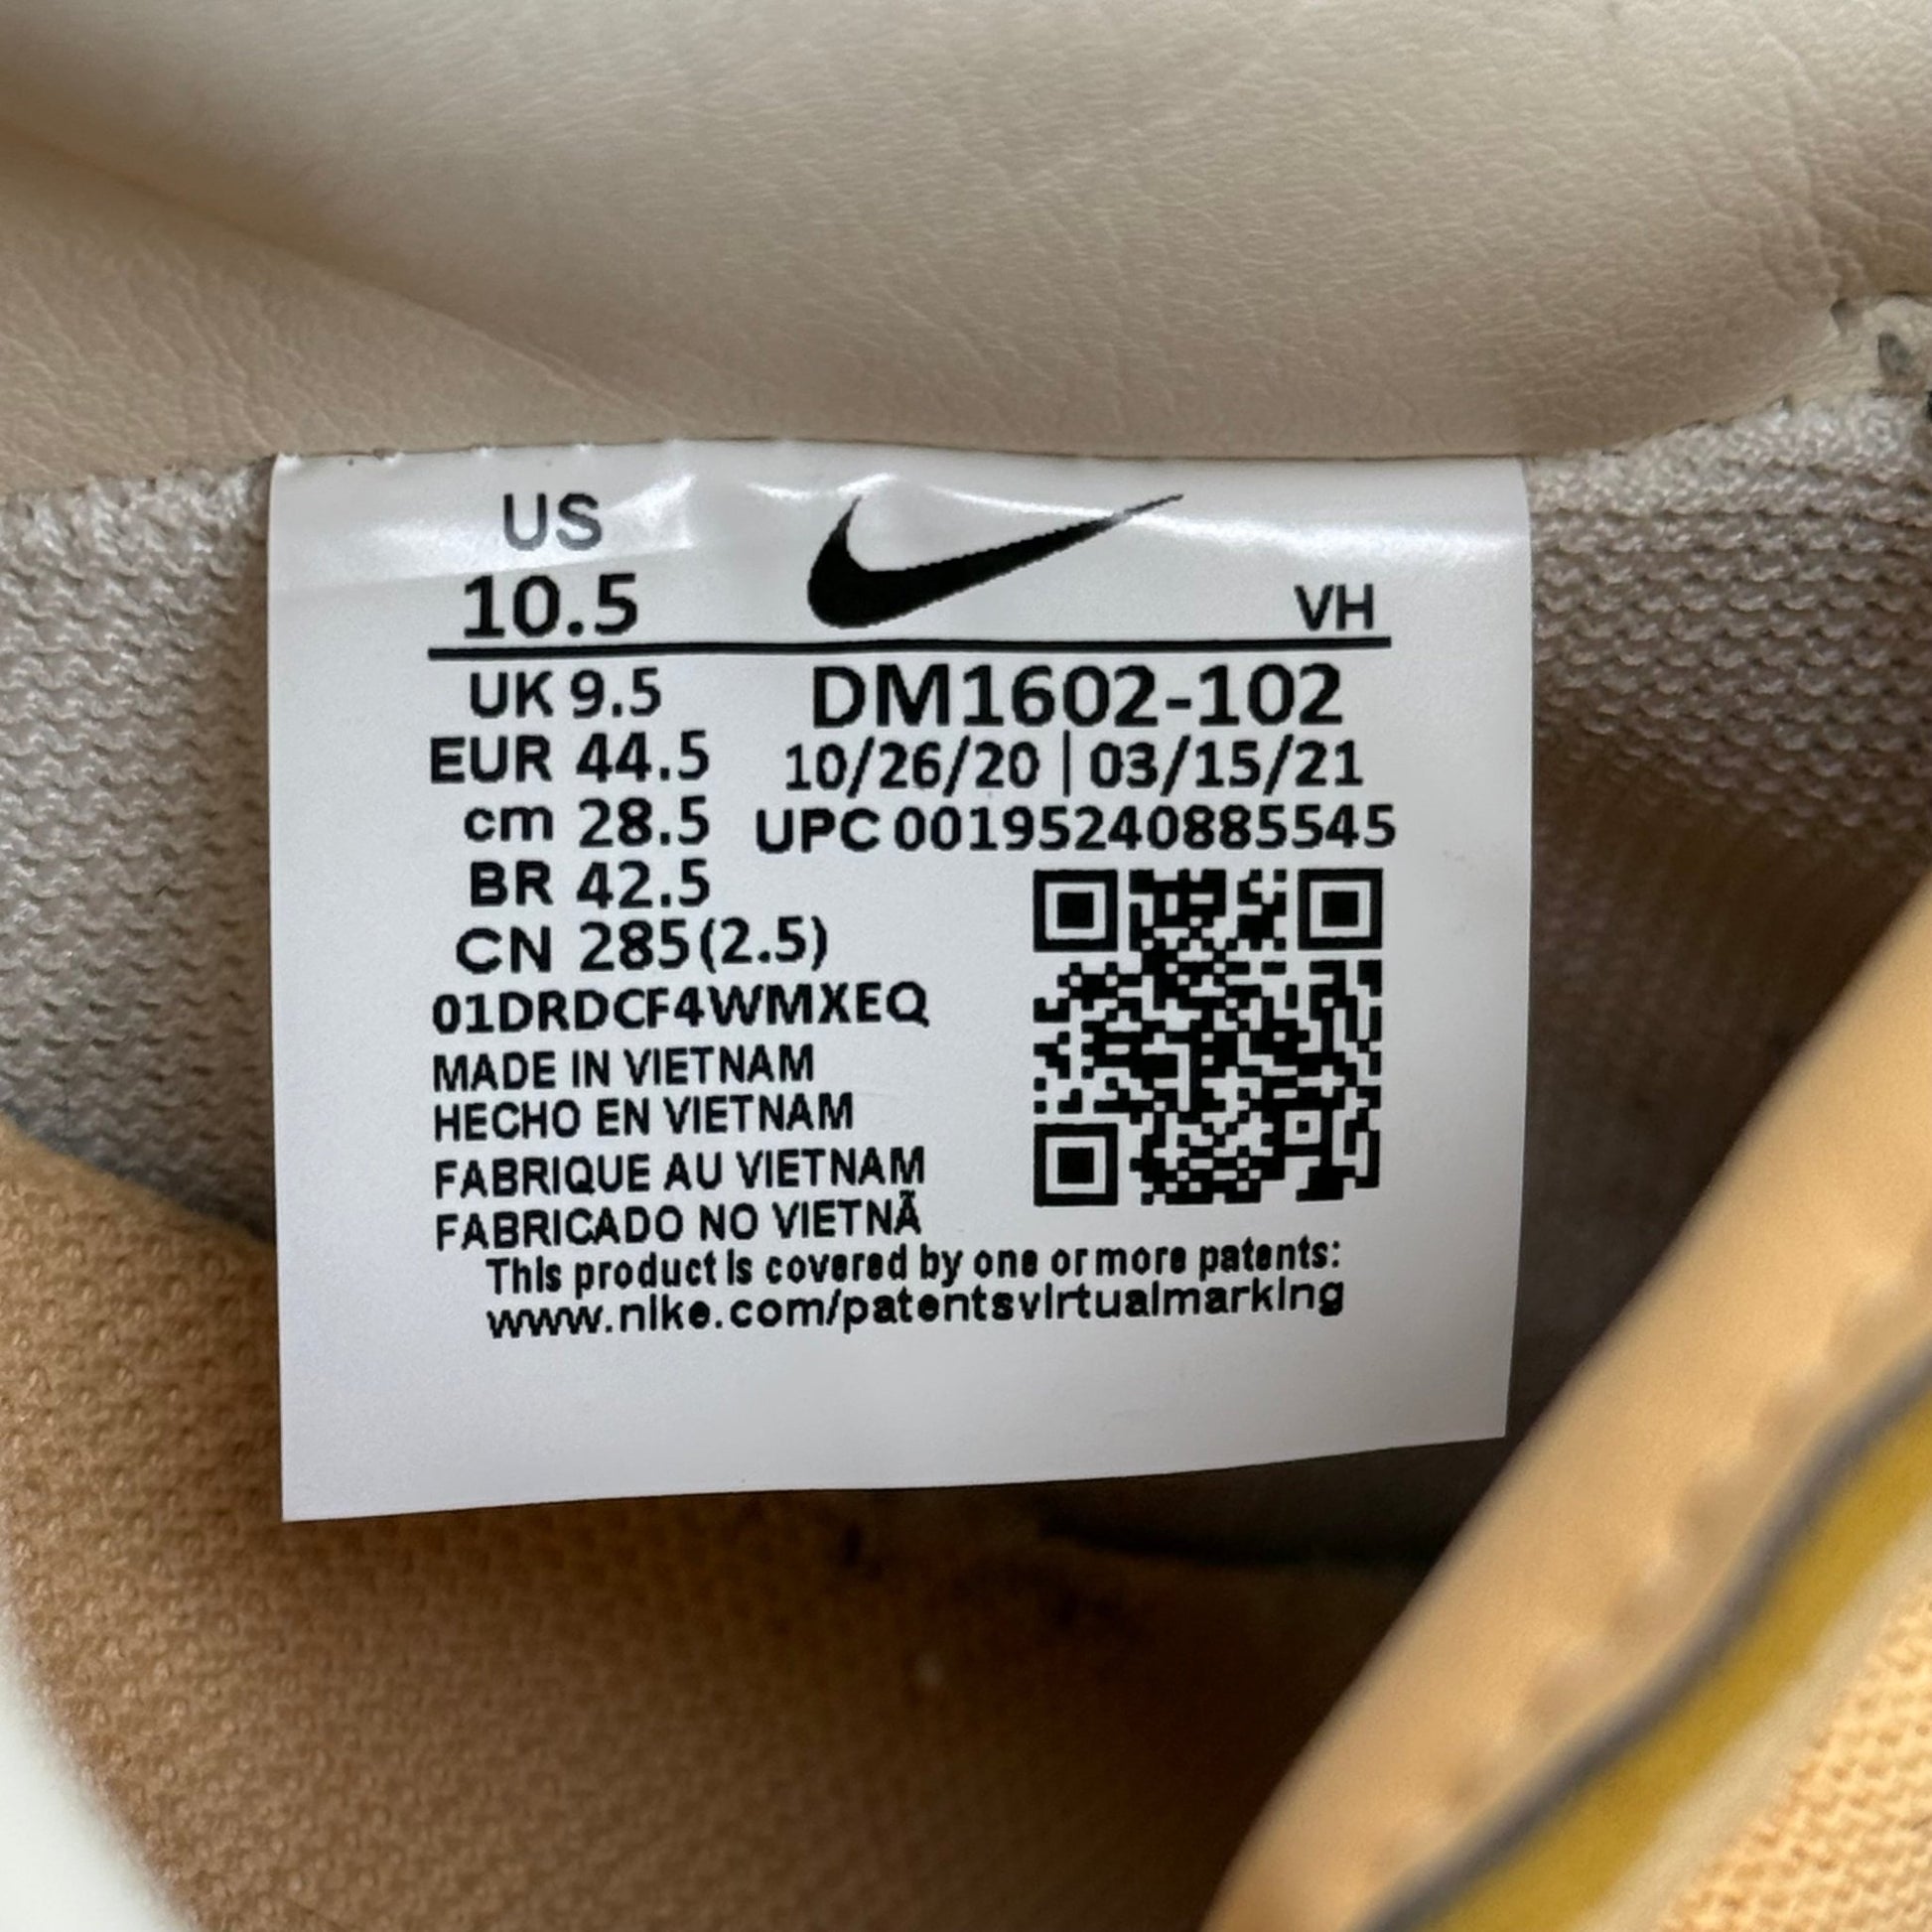 US
10.5
VH
UK 9.5
EUR 44.5
cm 28.5
BR 42.5
CN 285(2.5)
DM1602-102
10/26/20 | 03/15/21
UPC 00195240885545
01DRDCF4WMXEQ
MADE IN VIETNAM
HECHO EN VIETNAM
FABRIQUE AU VIETNAM
FABRICADO NO VIETNÃ
This product is covered by one or more patents:
www.nike.com/patentsvirtualmarking